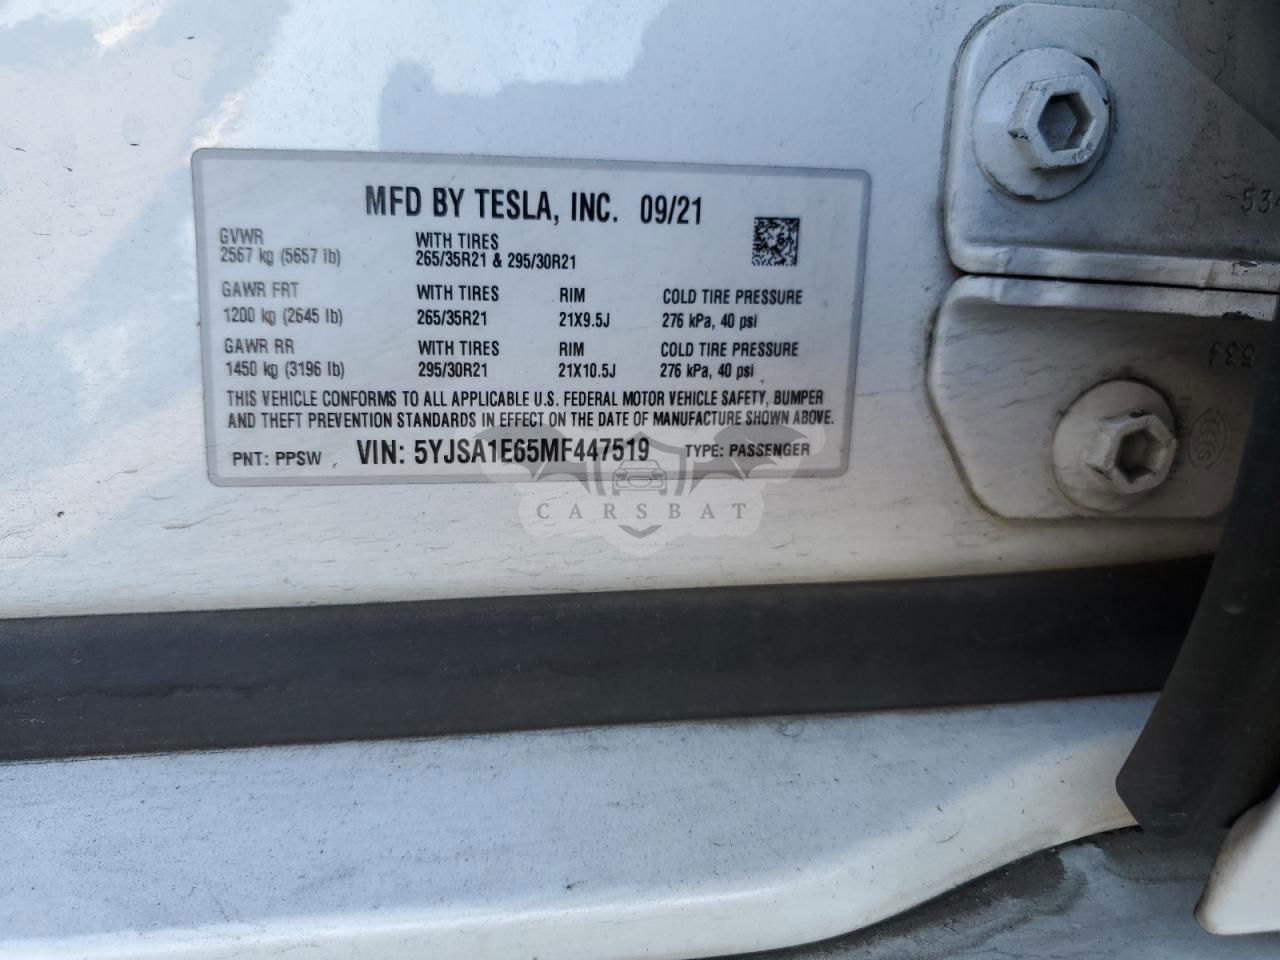 MFD BY TESLA, INC. 09/21
GVWR
2567 kg (5657 lb)
WITH TIRES
265/35R21 & 295/30R21
GAWR FRT WITH TIRES RIM COLD TIRE PRESSURE
1200 kg (2645 lb) 265/35R21 21X9.5J 276 kPa, 40 psi
GAWR RR WITH TIRES RIM COLD TIRE PRESSURE
1450 kg (3196 lb) 295/30R21 21X10.5J 276 kPa, 40 psi
THIS VEHICLE CONFORMS TO ALL APPLICABLE U.S. FEDERAL MOTOR VEHICLE SAFETY, BUMPER
AND THEFT PREVENTION STANDARDS IN EFFECT ON THE DATE OF MANUFACTURE SHOWN ABOVE.
PNT: PPSW VIN: 5YJSA1E65MF447519 TYPE: PASSENGER
CARSBAT
534
534